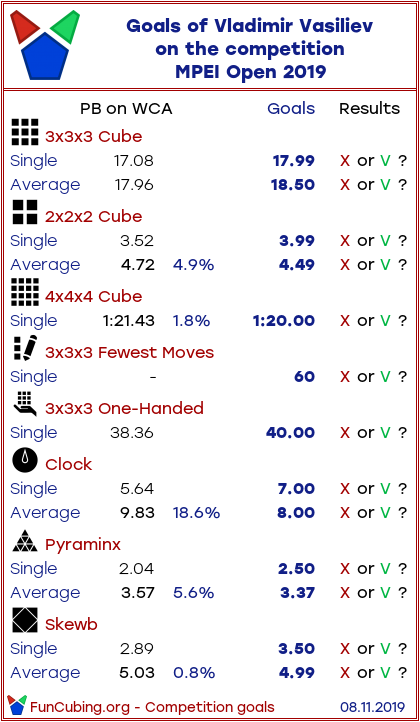 Goals of Vladimir Vasiliev
on the competition
MPEI Open 2019
PB on WCA Goals Results
3x3x3 Cube
Single 17.08 17.99 X or V ?
Average 17.96 18.50 X or V ?
2x2x2 Cube
Single 3.52 3.99 X or V ?
Average 4.72 4.9% 4.49 X or V ?
4x4x4 Cube
Single 1:21.43 1.8% 1:20.00 X or V ?
3x3x3 Fewest Moves
Single - 60 X or V ?
3x3x3 One-Handed
Single 38.36 40.00 X or V ?
Clock
Single 5.64 7.00 X or V ?
Average 9.83 18.6% 8.00 X or V ?
Pyraminx
Single 2.04 2.50 X or V ?
Average 3.57 5.6% 3.37 X or V ?
Skewb
Single 2.89 3.50 X or V ?
Average 5.03 0.8% 4.99 X or V ?
FunCubing.org - Competition goals 08.11.2019